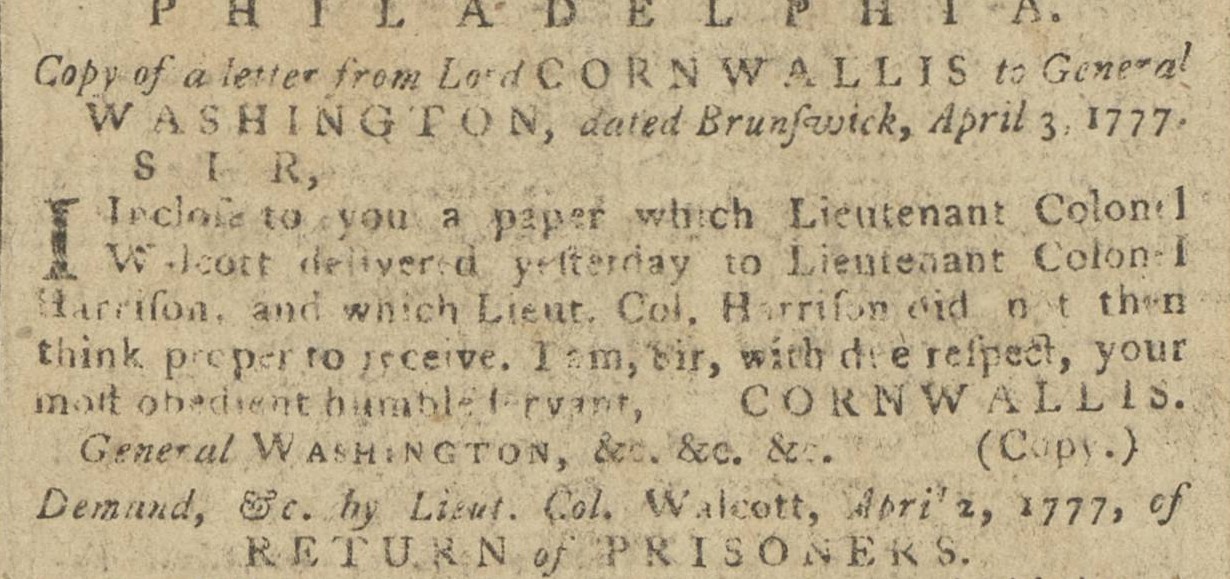 PHILADELPHIA.
Copy of a letter from Lord CORNWALLIS to General
WASHINGTON, dated Brunſwick, April 3, 1777.
SIR,
I Incloſe to you a paper which Lieutenant Colonel
Walcott delivered yeſterday to Lieutenant Colonel
Harriſon, and which Lieut. Col. Harriſon did not then
think proper to receive. I am, Sir, with due reſpect, your
moſt obedient humble ſervant, CORNWALLIS.
General WASHINGTON, &c. &c. &c. (Copy.)
Demand, &c. by Lieut. Col. Walcott, April 2, 1777, of
RETURN of PRISONERS.